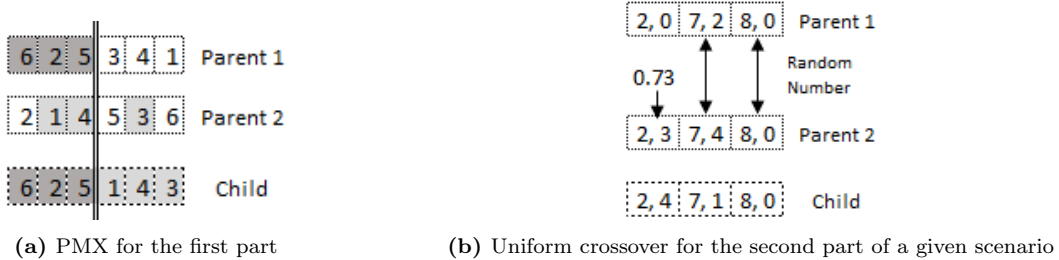 6 2 5 3 4 1 Parent 1
2 1 4 5 3 6 Parent 2
6 2 5 1 4 3 Child
(a) PMX for the first part
2, 0 7, 2 8, 0 Parent 1
0.73
Random
Number
2, 3 7, 4 8, 0 Parent 2
2, 4 7, 1 8, 0 Child
(b) Uniform crossover for the second part of a given scenario